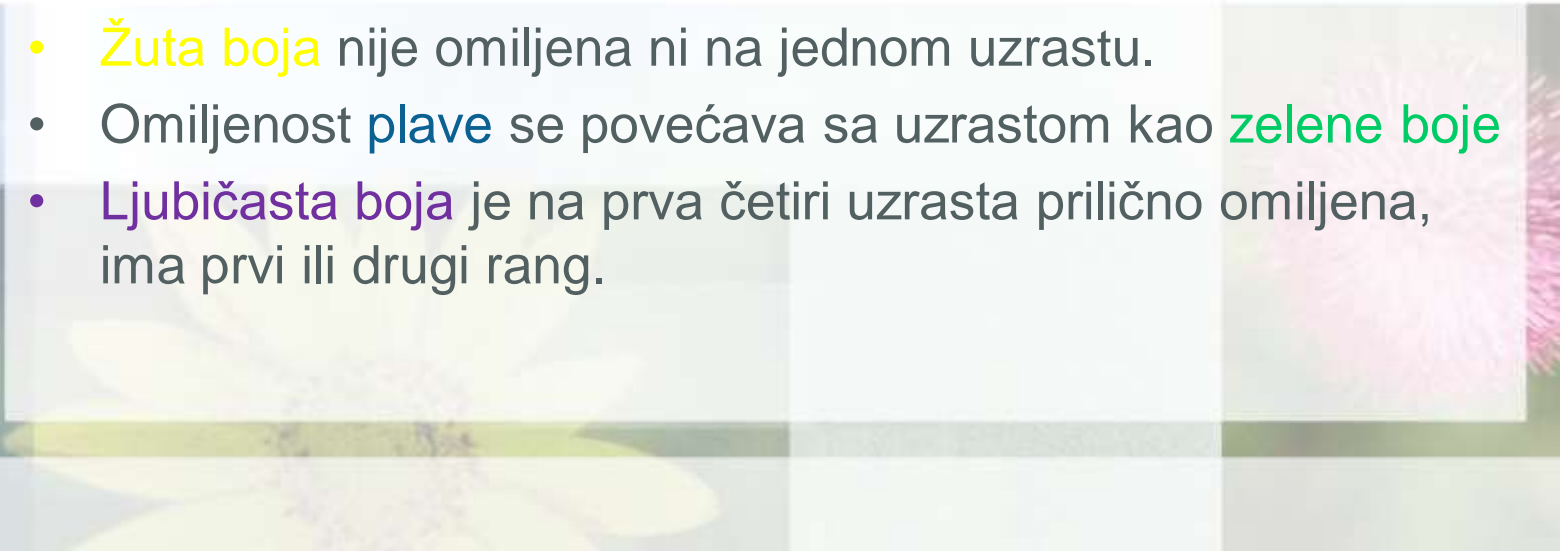 • Žuta boja nije omiljena ni na jednom uzrastu.
• Omiljenost plave se povećava sa uzrastom kao zelene boje
• Ljubičasta boja je na prva četiri uzrasta prilično omiljena,
ima prvi ili drugi rang.